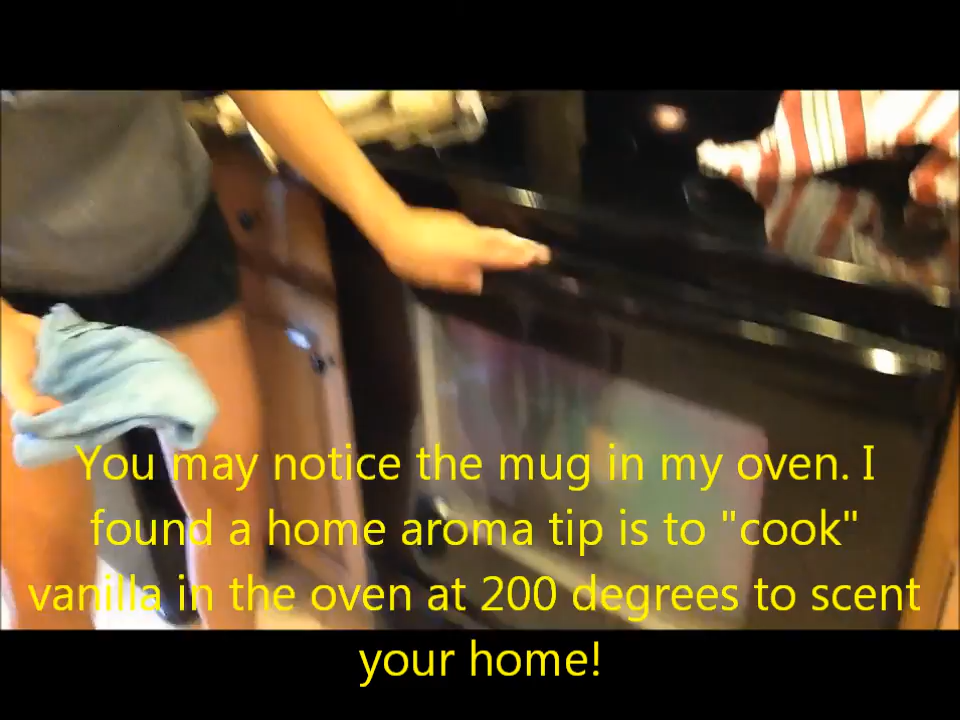 You may notice the mug in my oven. I
found a home aroma tip is to "cook"
vanilla in the oven at 200 degrees to scent
your home!